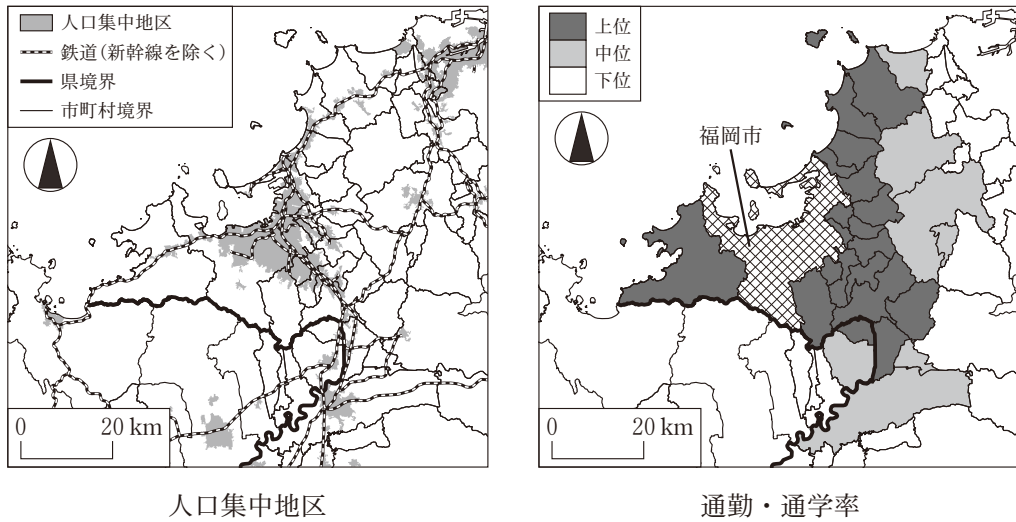 人口集中地区
鉄道(新幹線を除く)
県境界
市町村境界
0 20 km
人口集中地区
上位
中位
下位
福岡市
0 20 km
通勤・通学率